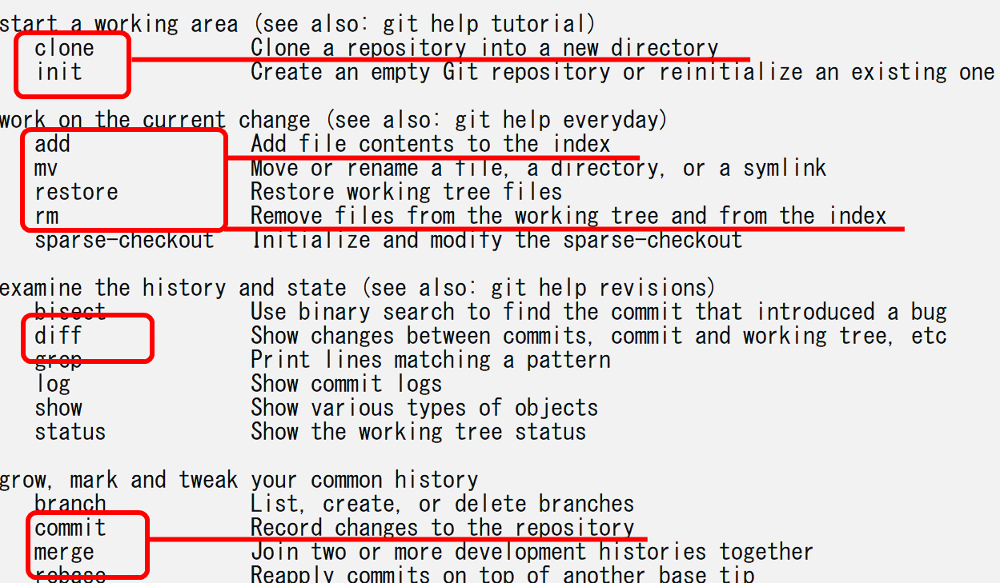 start a working area (see also: git help tutorial)
clone Clone a repository into a new directory
init Create an empty Git repository or reinitialize an existing one
work on the current change (see also: git help everyday)
add Add file contents to the index
mv Move or rename a file, a directory, or a symlink
restore Restore working tree files
rm Remove files from the working tree and from the index
sparse-checkout Initialize and modify the sparse-checkout
examine the history and state (see also: git help revisions)
bisect Use binary search to find the commit that introduced a bug
diff Show changes between commits, commit and working tree, etc
grep Print lines matching a pattern
log Show commit logs
show Show various types of objects
status Show the working tree status
grow, mark and tweak your common history
branch List, create, or delete branches
commit Record changes to the repository
merge Join two or more development histories together
rebase Reapply commits on top of another base tip